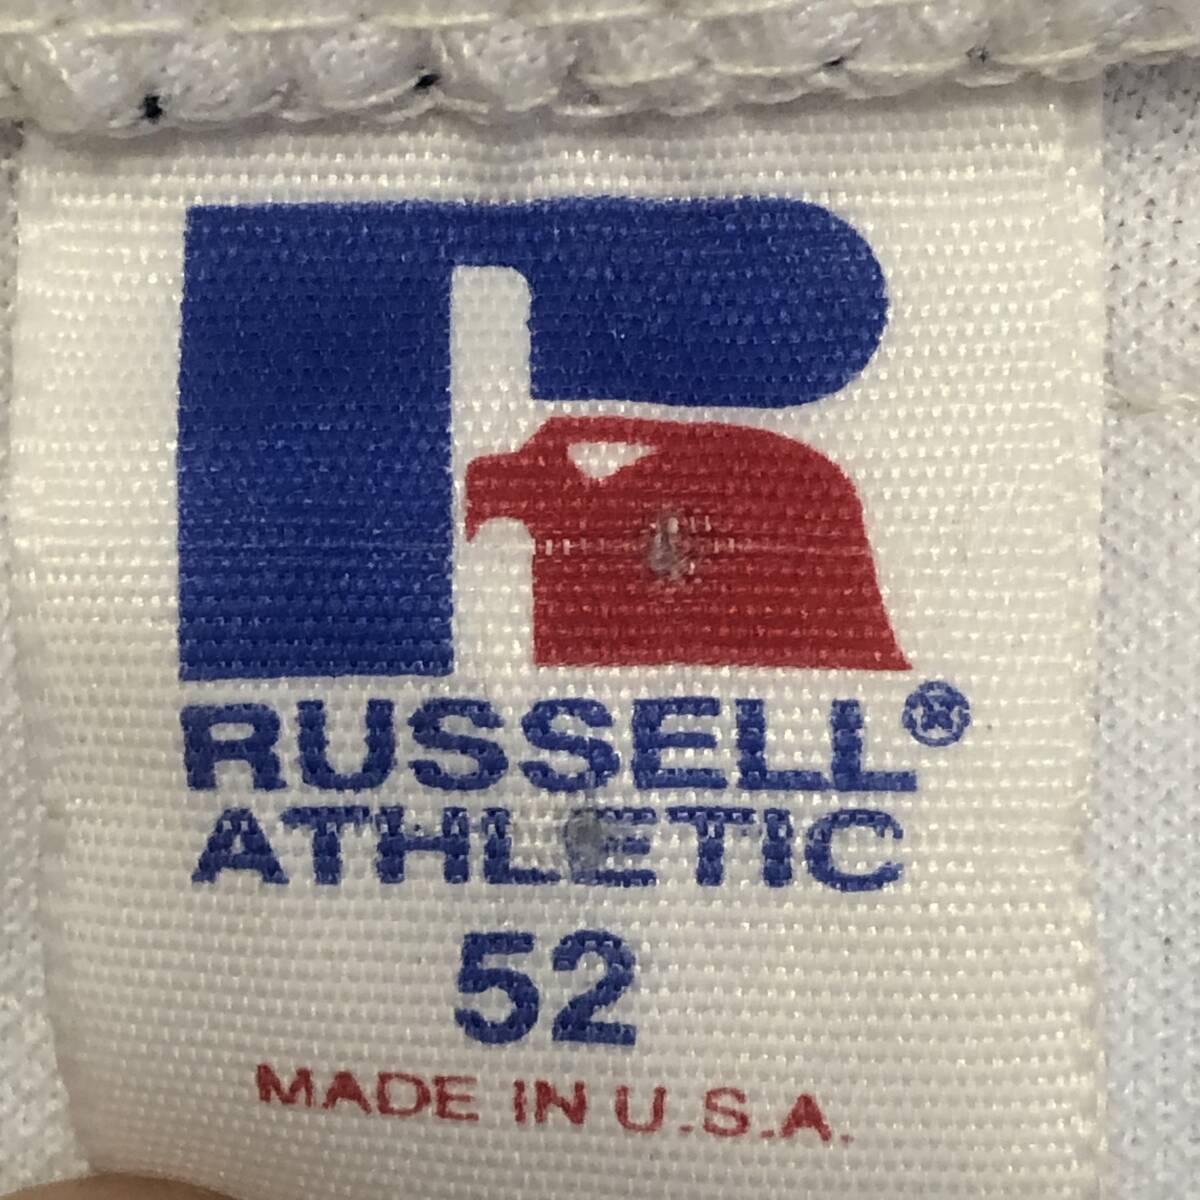 RUSSELL®
ATHLETIC
52
MADE IN U.S.A.